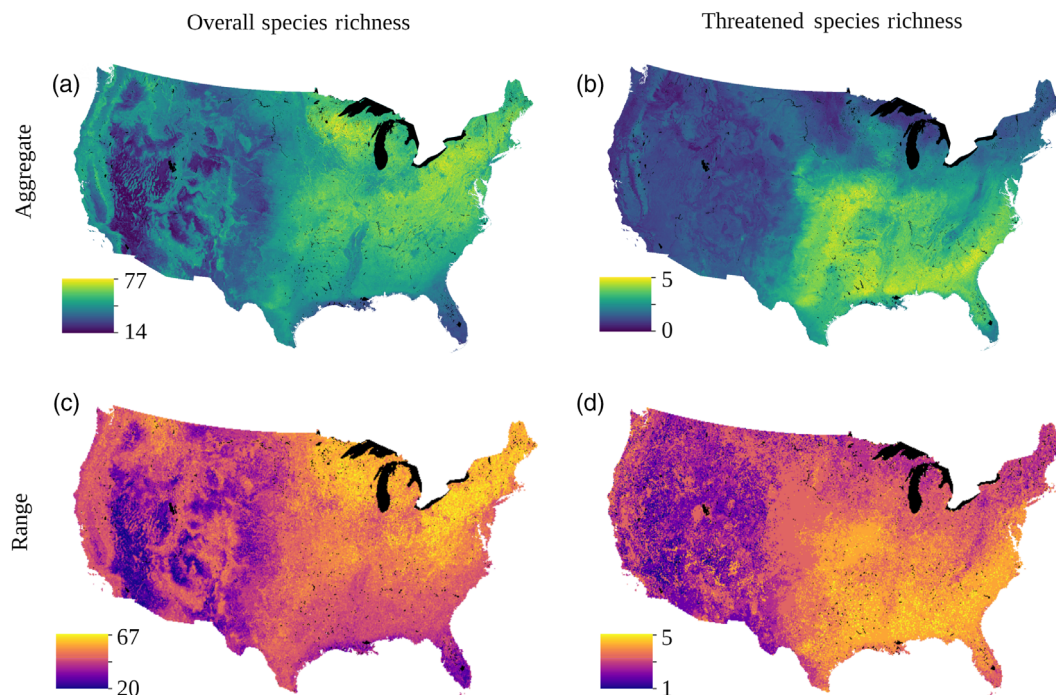 Overall species richness
Threatened species richness
(a)
(b)
Aggregate
77
14
5
0
(c)
(d)
Range
67
20
5
1